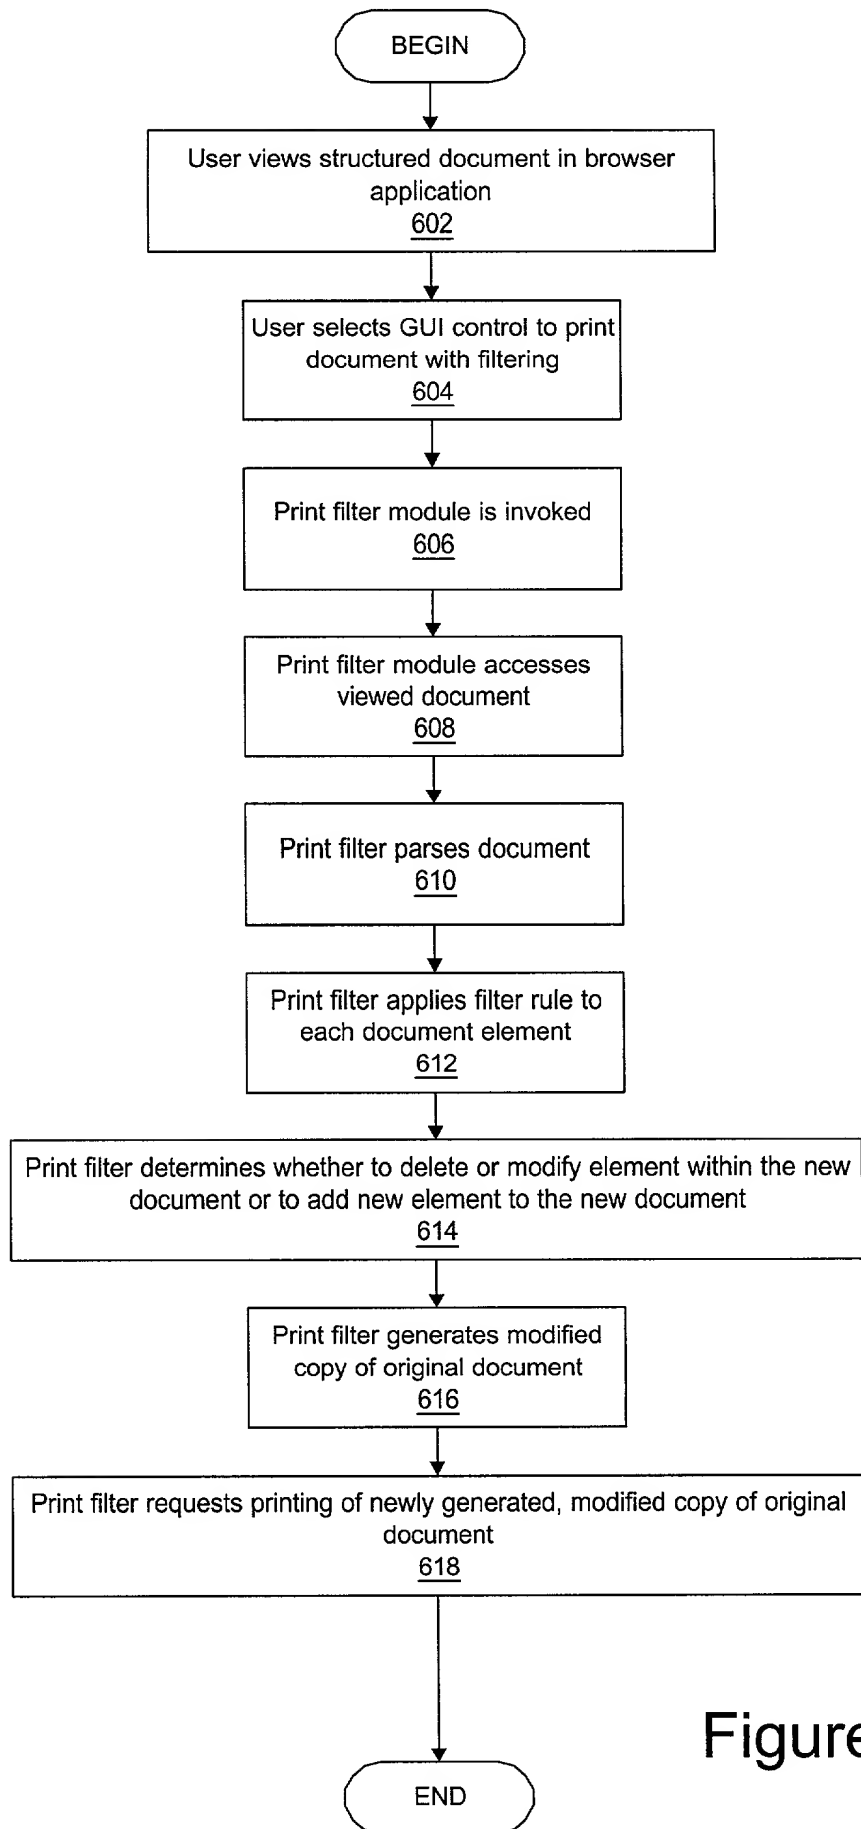 BEGIN
User views structured document in browser
application
602
User selects GUI control to print
document with filtering
604
Print filter module is invoked
606
Print filter module accesses
viewed document
608
Print filter parses document
610
Print filter applies filter rule to
each document element
612
Print filter determines whether to delete or modify element within the new
document or to add new element to the new document
614
Print filter generates modified
copy of original document
616
Print filter requests printing of newly generated, modified copy of original
document
618
Figure
END